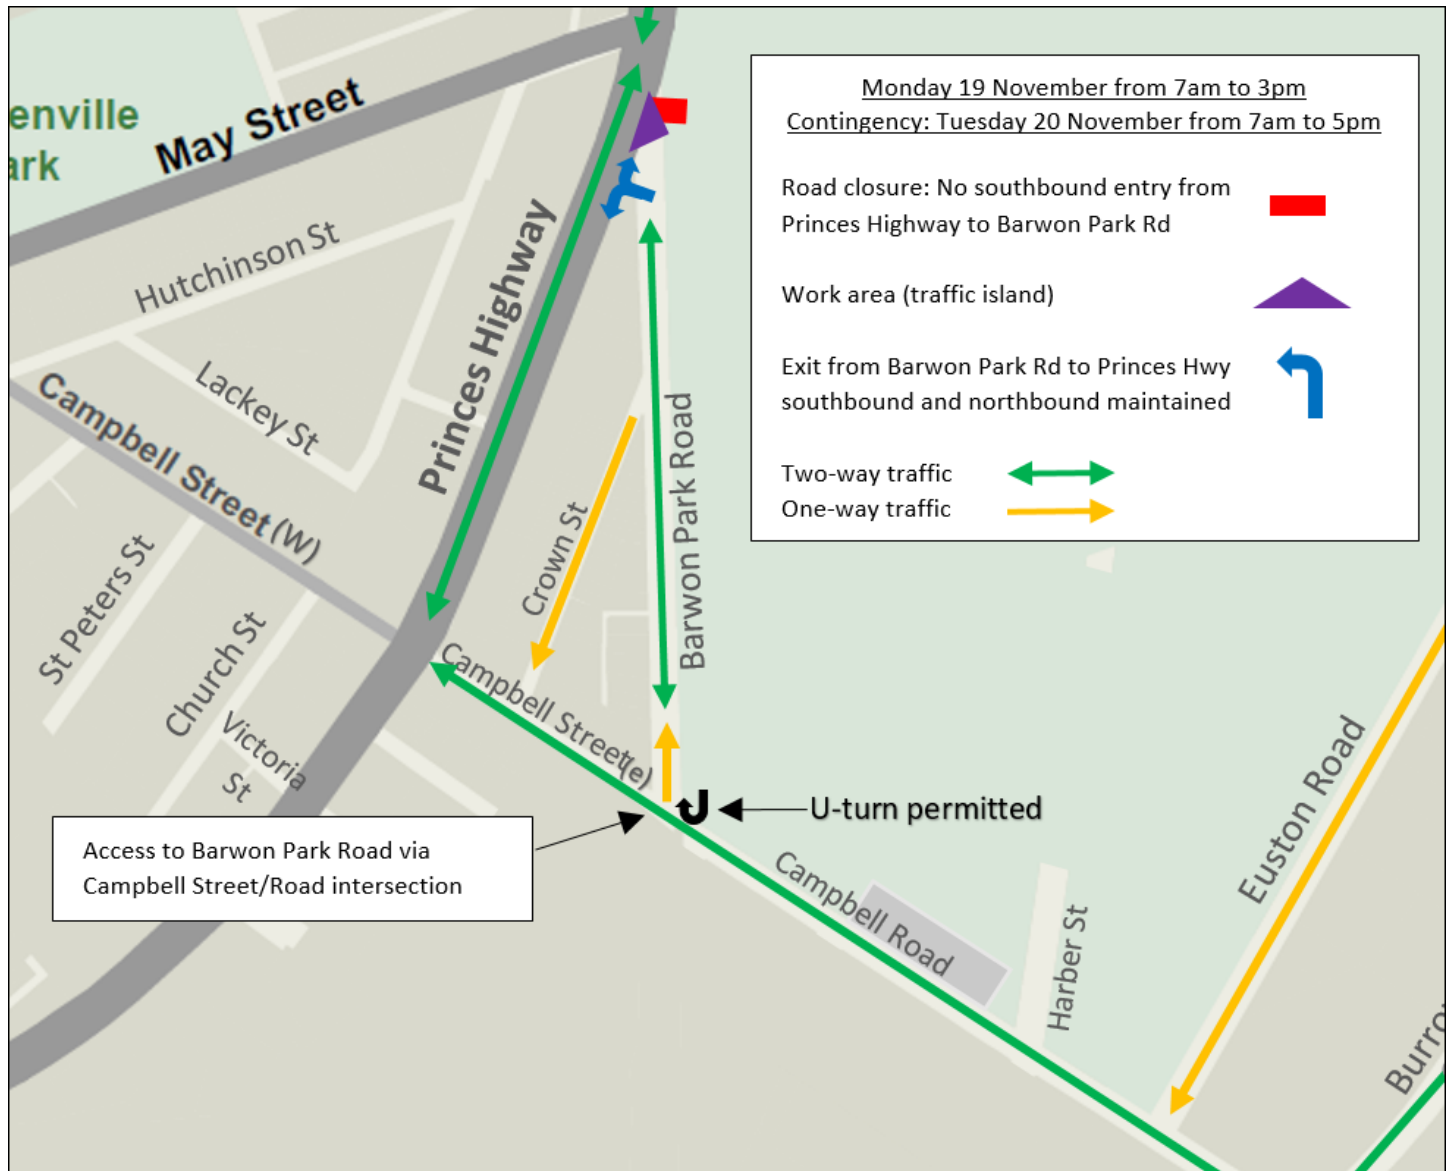 enville
ark
May Street
Monday 19 November from 7am to 3pm
Contingency: Tuesday 20 November from 7am to 5pm
Road closure: No southbound entry from
Princes Highway to Barwon Park Rd
Work area (traffic island)
Exit from Barwon Park Rd to Princes Hwy
southbound and northbound maintained
Two-way traffic
One-way traffic
Hutchinson St
Princes Highway
Lackey St
Campbell Street (W)
Barwon Park Road
Crown St
St Peters St
Church St
Victoria
St
Campbell Street(e)
U-turn permitted
Access to Barwon Park Road via
Campbell Street/Road intersection
Campbell Road
Euston Road
Harber St
Burro